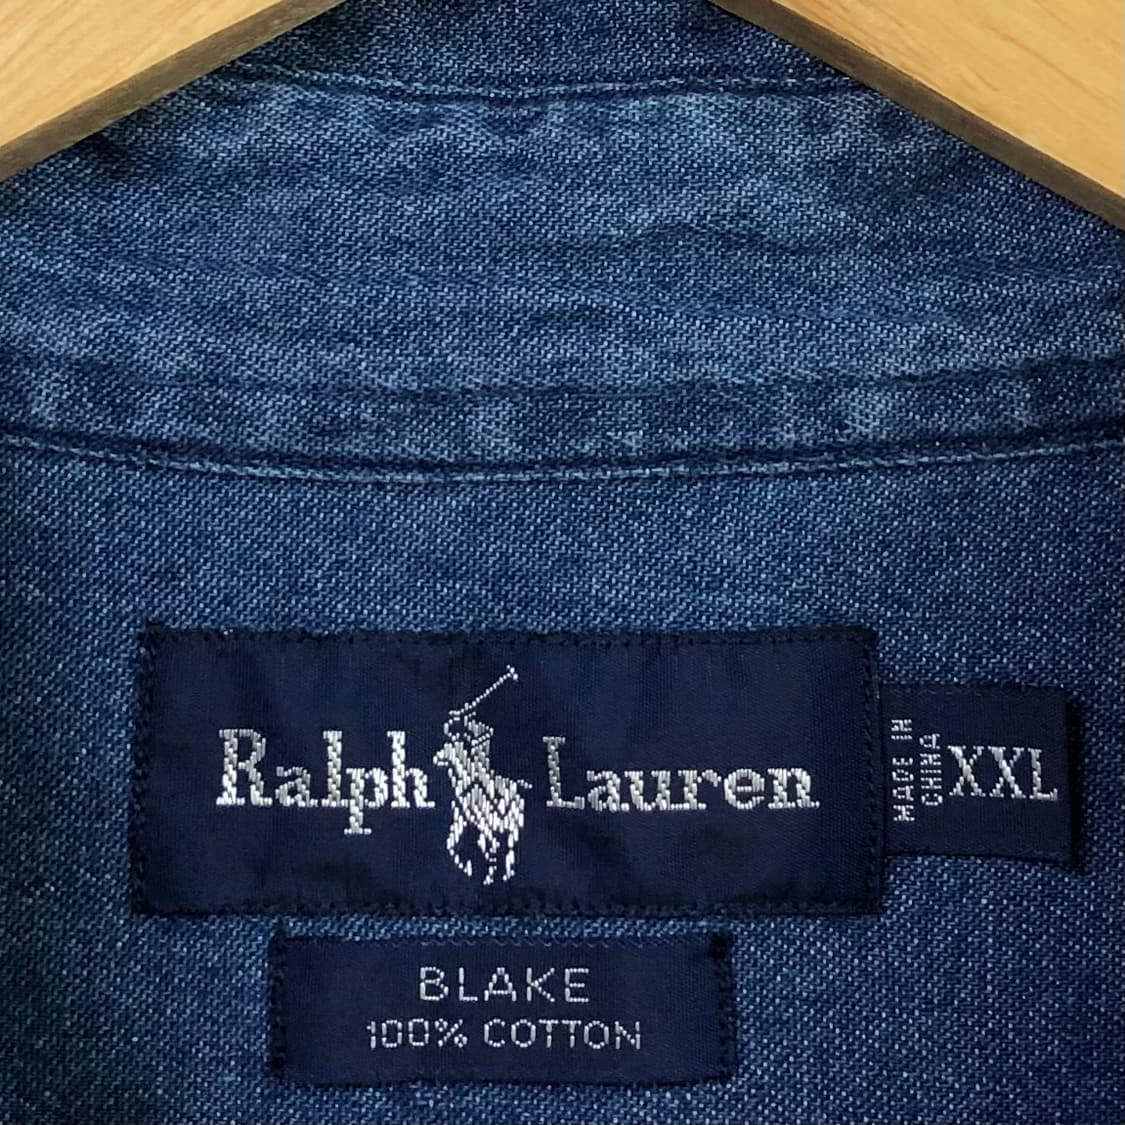 Ralph Lauren
MADE IN
CHINA
XXL
BLAKE
100% COTTON